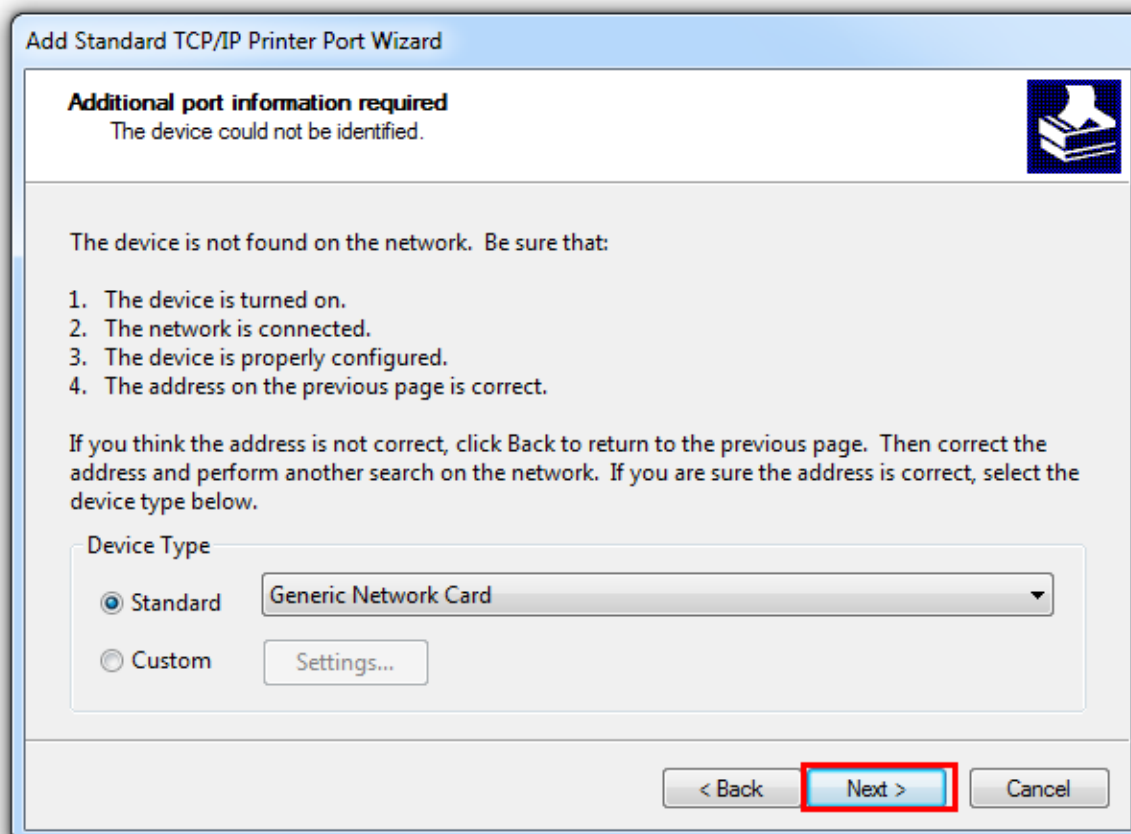 Add Standard TCP/IP Printer Port Wizard
Additional port information required
The device could not be identified.
The device is not found on the network.  Be sure that:
1.  The device is turned on.
2.  The network is connected.
3.  The device is properly configured.
4.  The address on the previous page is correct.
If you think the address is not correct, click Back to return to the previous page.  Then correct the
address and perform another search on the network.  If you are sure the address is correct, select the
device type below.
Device Type
Standard Generic Network Card
Custom Settings...
< Back Next > Cancel